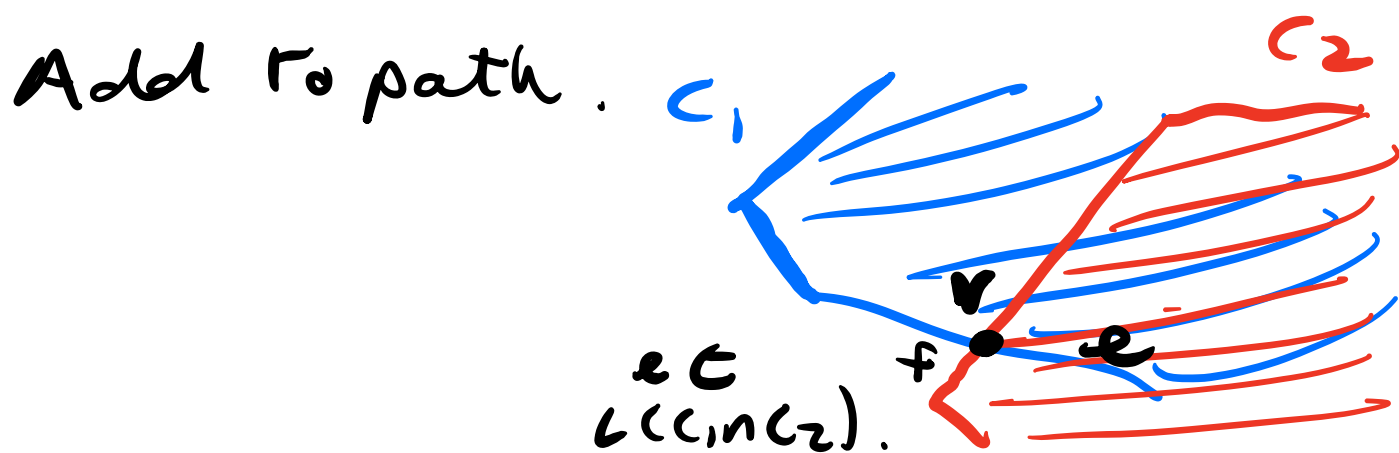 Add to path.
C1
C2
v
e
f
e ∈
L(C1∩C2).